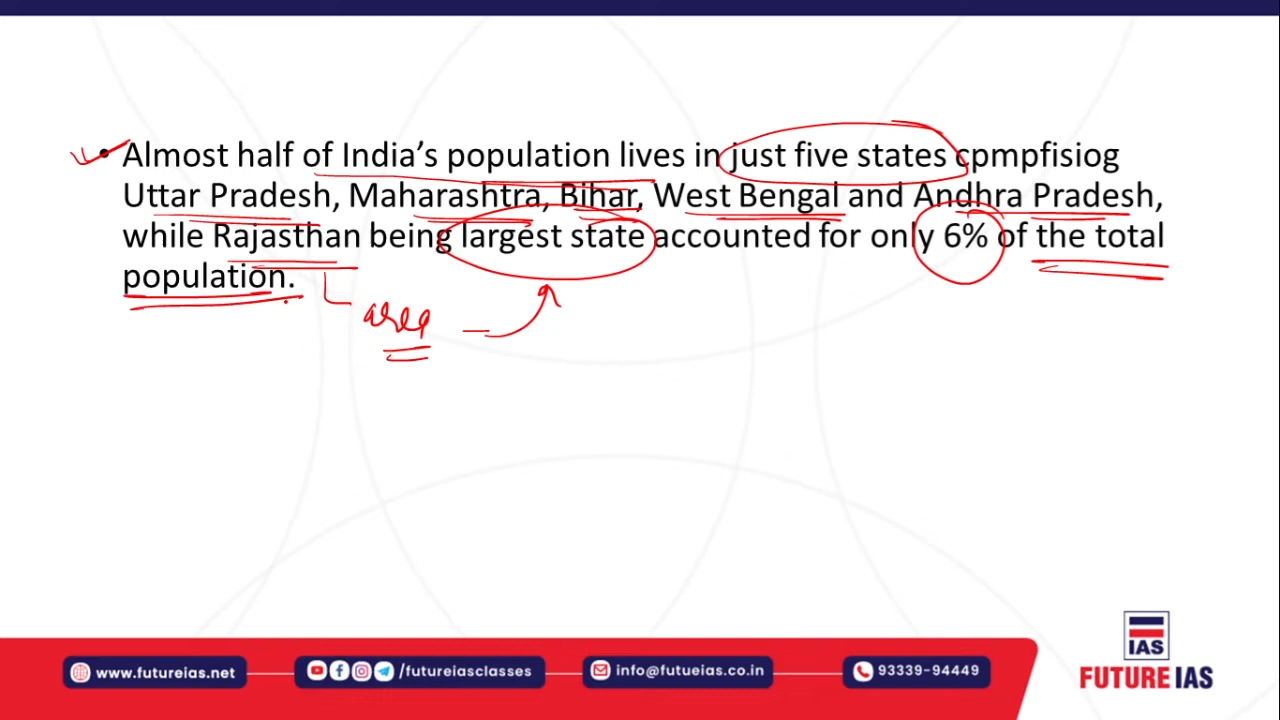 • Almost half of India's population lives in just five states cpmpfisiog
Uttar Pradesh, Maharashtra, Bihar, West Bengal and Andhra Pradesh,
while Rajasthan being largest state accounted for only 6% of the total
population.
area
www.futureias.net
/futureiasclasses
info@futueias.co.in
93339-94449
IAS
FUTURE IAS